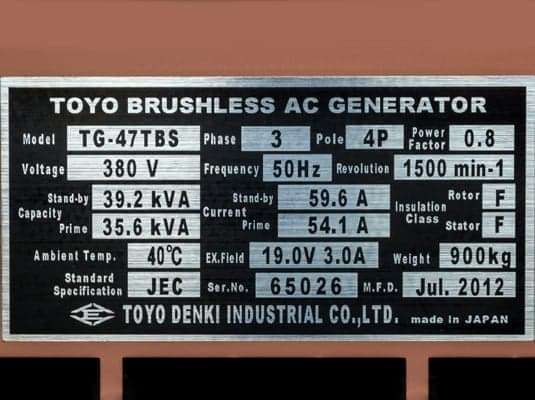 TOYO BRUSHLESS AC GENERATOR
Model TG-47TBS Phase 3 Pole 4P Power Factor 0.8
Voltage 380 V Frequency 50Hz Revolution 1500 min-1
Capacity Stand-by 39.2 kVA Current Stand-by 59.6 A Insulation Class Rotor F
Prime 35.6 kVA Prime 54.1 A Stator F
Ambient Temp. 40℃ EX.Field 19.0V 3.0A Weight 900kg
Standard Specification JEC Ser.No. 65026 M.F.D. Jul. 2012
TOYO DENKI INDUSTRIAL CO.,LTD. made in JAPAN